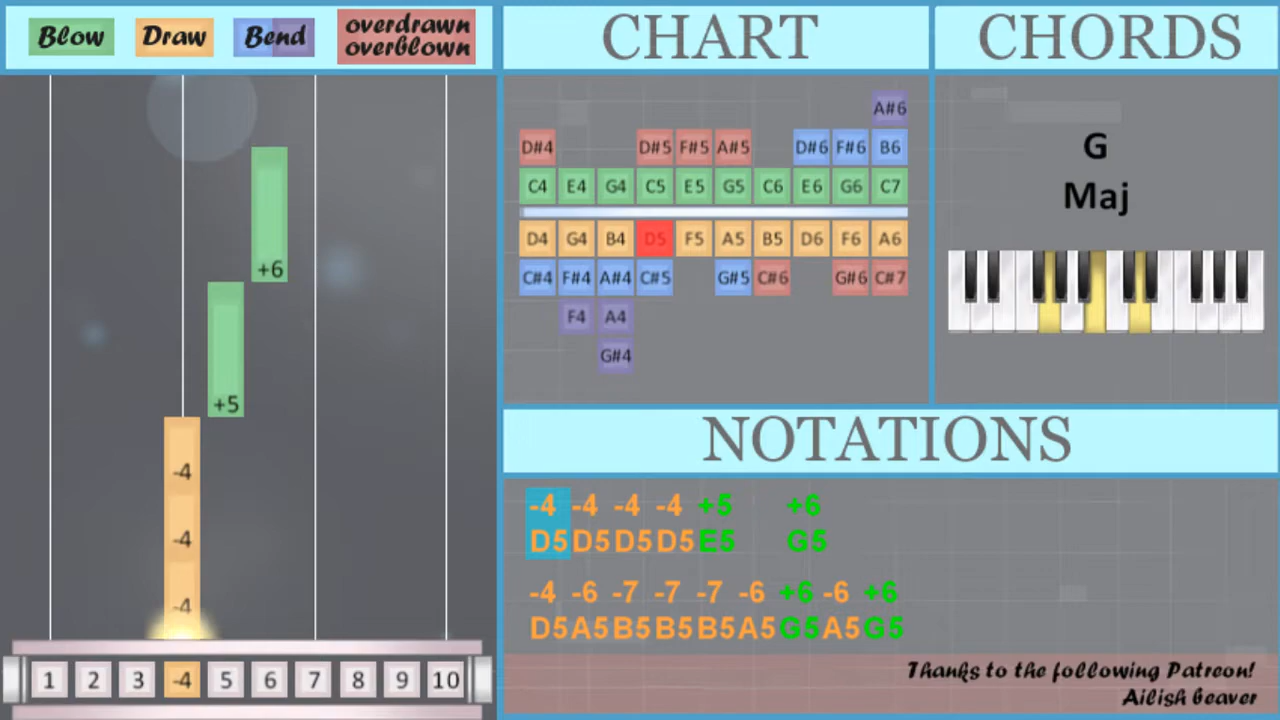 Blow Draw Bend overdrawn
overblown
CHART
CHORDS
A#6
D#4 D#5 F#5 A#5 D#6 F#6 B6
C4 E4 G4 C5 E5 G5 C6 E6 G6 C7
D4 G4 B4 D5 F5 A5 B5 D6 F6 A6
C#4 F#4 A#4 C#5 G#5 C#6 G#6 C#7
F4 A4
G#4
G
Maj
+6
+5
-4
-4
-4
1 2 3 -4 5 6 7 8 9 10
NOTATIONS
-4 -4 -4 -4 +5 +6
D5 D5 D5 D5 E5 G5
-4 -6 -7 -7 -7 -6 +6 -6 +6
D5 A5 B5 B5 B5 A5 G5 A5 G5
Thanks to the following Patreon!
Ailish beaver